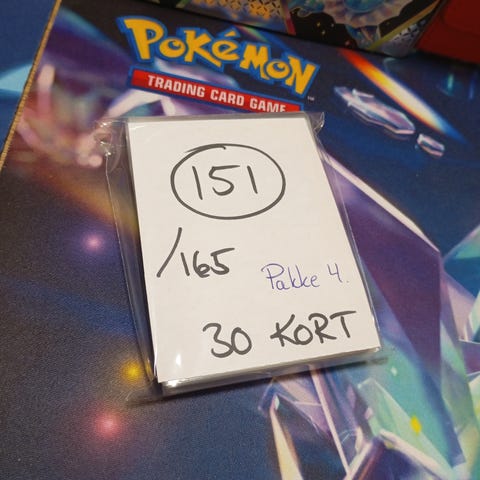 POKéMON
TRADING CARD GAME
151
/165
Pakke 4.
30 KORT